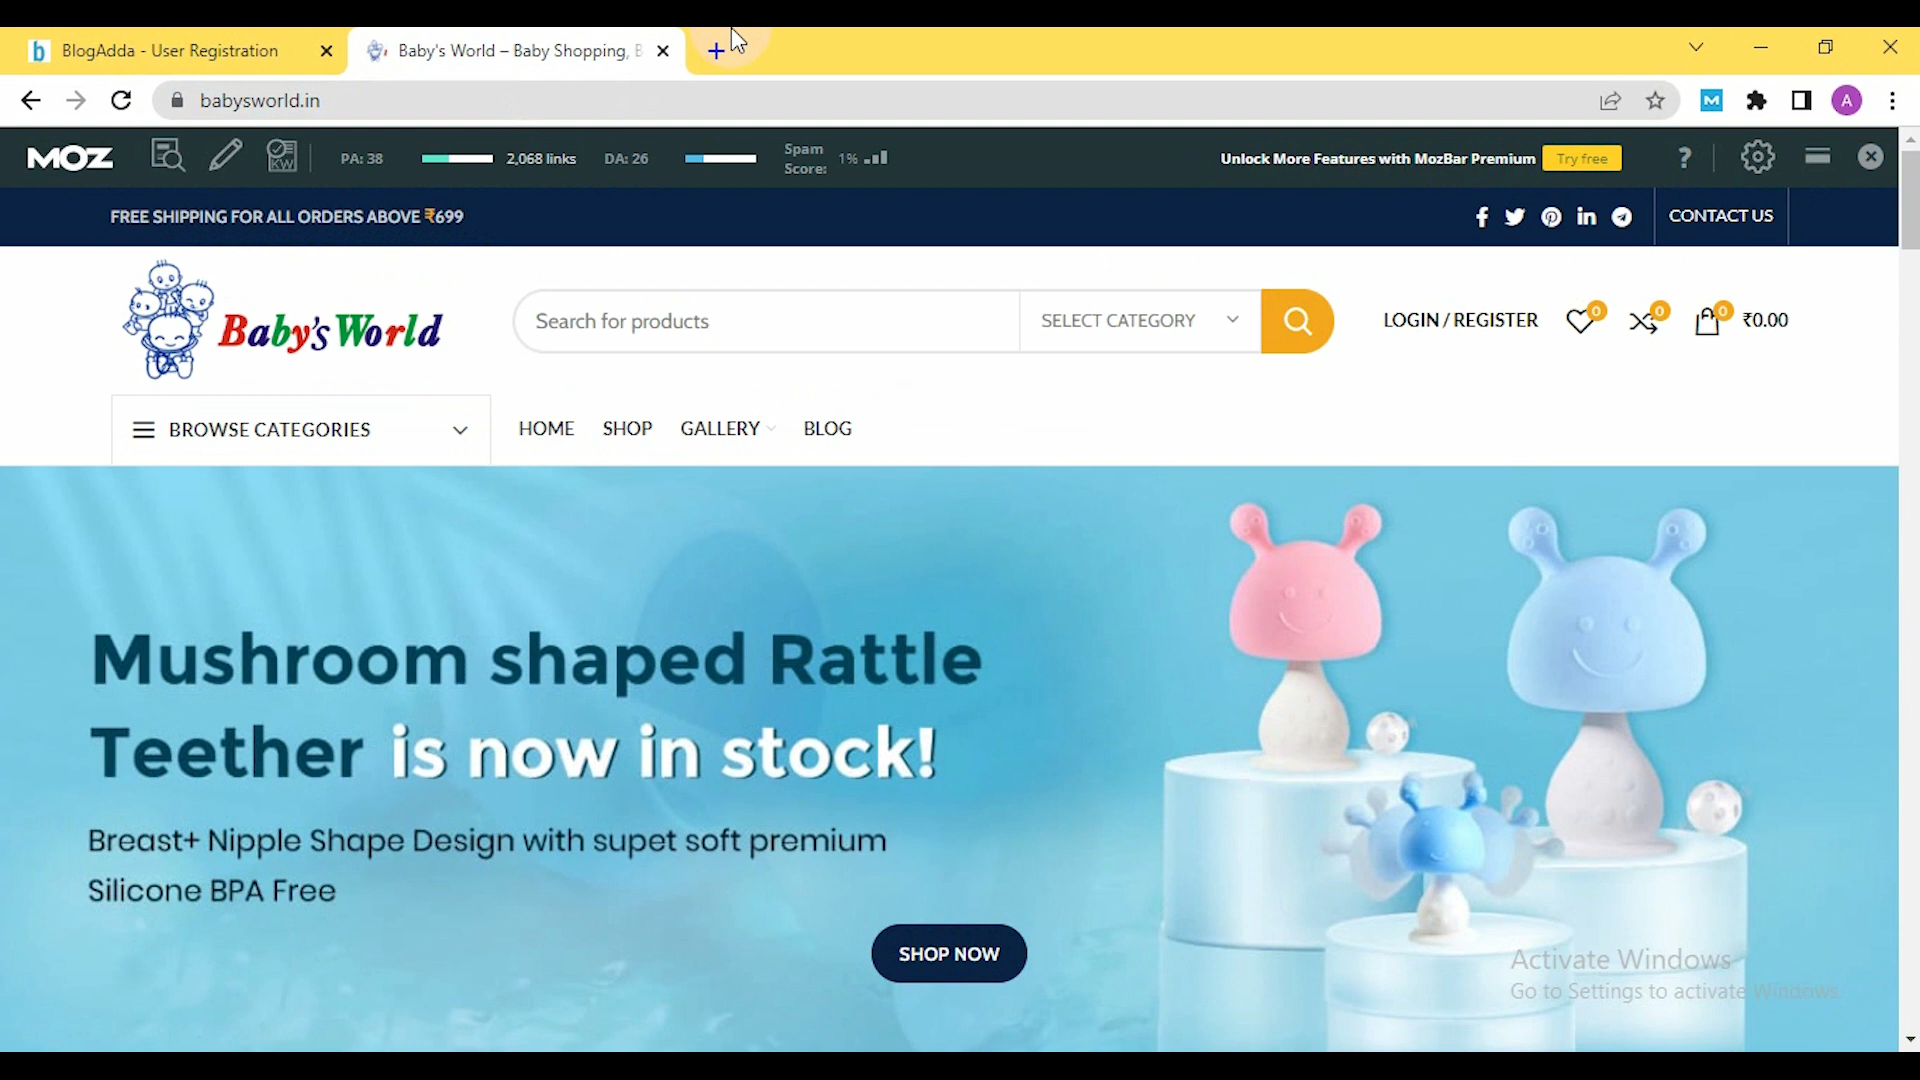 BlogAdda - User Registration
Baby's World – Baby Shopping, B
babysworld.in
A
MOZ
KW
PA: 38
2,068 links
DA: 26
Spam
Score:
1%
Unlock More Features with MozBar Premium
Try free
FREE SHIPPING FOR ALL ORDERS ABOVE ₹699
CONTACT US
Baby's World
Search for products
SELECT CATEGORY
LOGIN / REGISTER
0
0
0
₹0.00
BROWSE CATEGORIES
HOME
SHOP
GALLERY
BLOG
Mushroom shaped Rattle
Teether is now in stock!
Breast+ Nipple Shape Design with supet soft premium
Silicone BPA Free
SHOP NOW
Activate Windows
Go to Settings to activate Windows.